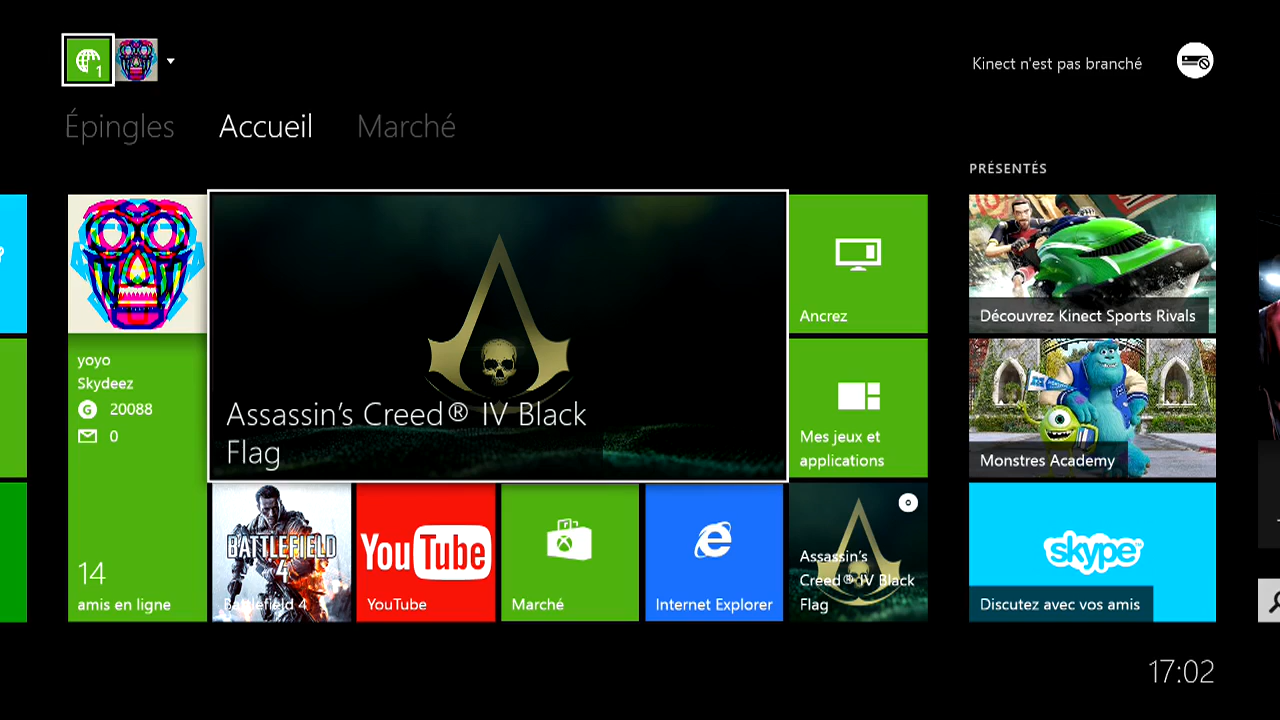 1
Kinect n'est pas branché
Épingles
Accueil
Marché
PRÉSENTÉS
yoyo
Skydeez
G 20088
0
14
amis en ligne
Assassin's Creed® IV Black
Flag
Ancrez
Mes jeux et
applications
BATTLEFIELD
4
Battlefield 4
YouTube
YouTube
Marché
Internet Explorer
Assassin's
Creed® IV Black
Flag
Découvrez Kinect Sports Rivals
Monstres Academy
skype™
Discutez avec vos amis
17:02